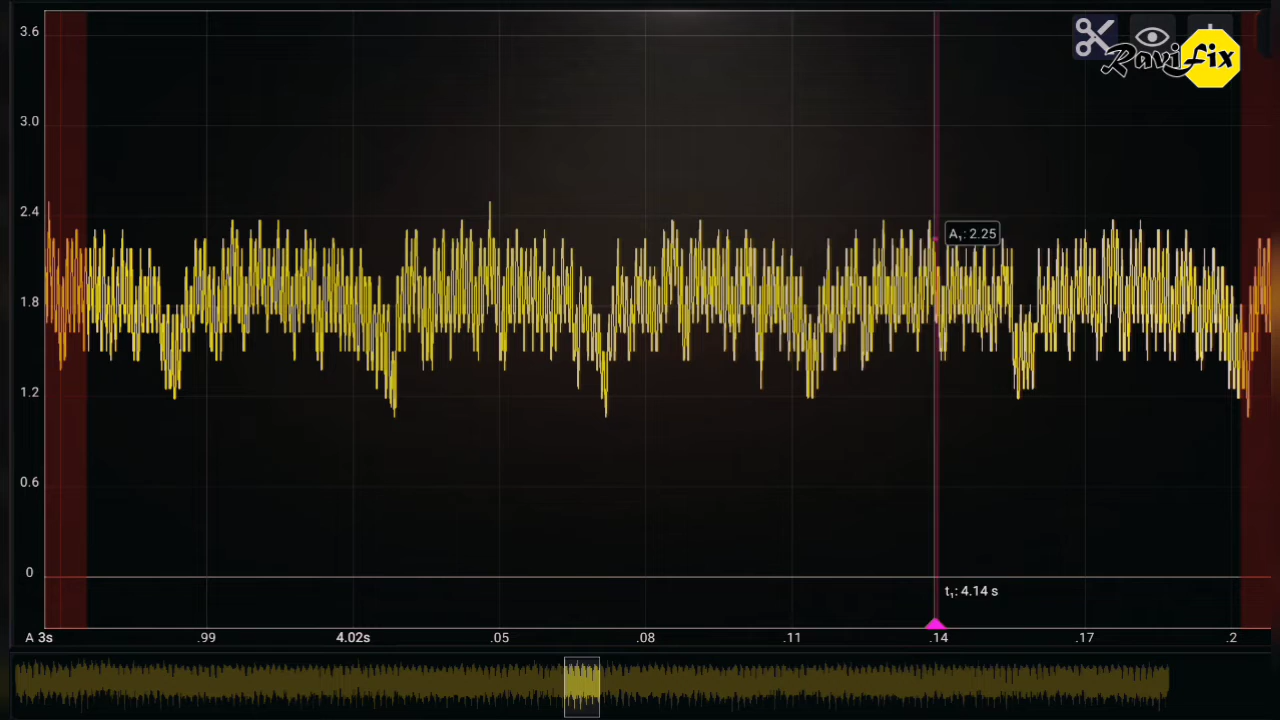 3.6
RaviFix
3.0
2.4
A₁: 2.25
1.8
1.2
0.6
0
t₁: 4.14 s
A 3s .99 4.02s .05 .08 .11 .14 .17 .2